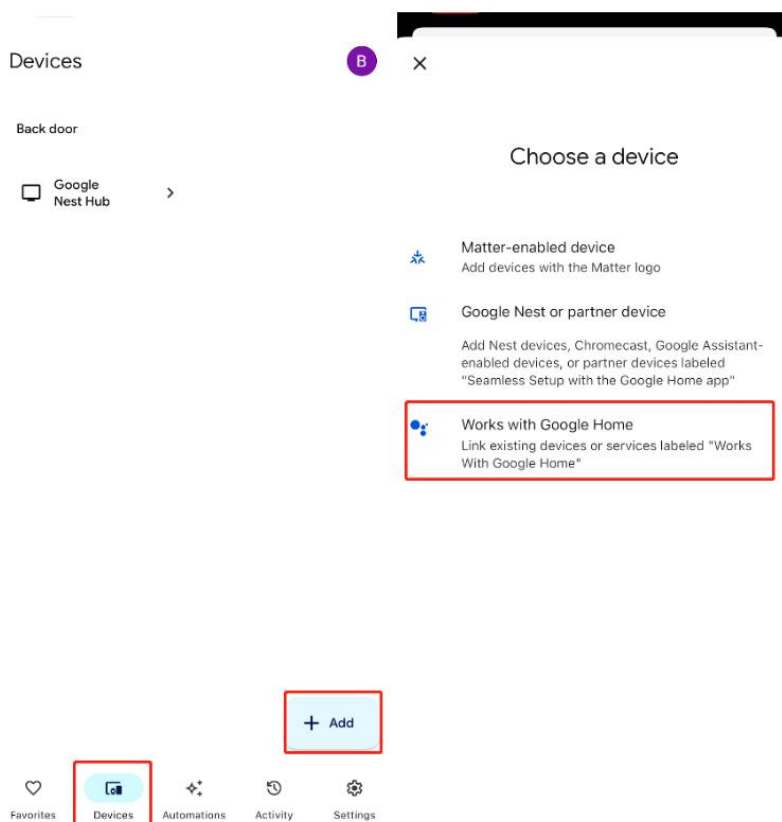 Devices
B
Back door
Google
Nest Hub
+ Add
Favorites
Devices
Automations
Activity
Settings
Choose a device
Matter-enabled device
Add devices with the Matter logo
Google Nest or partner device
Add Nest devices, Chromecast, Google Assistant-
enabled devices, or partner devices labeled
"Seamless Setup with the Google Home app"
Works with Google Home
Link existing devices or services labeled "Works
With Google Home"